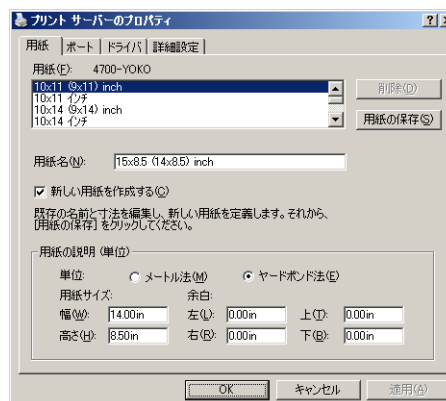 プリント サーバーのプロパティ
用紙 ポート ドライバ 詳細設定
用紙(F): 4700-YOKO
10x11 (9x11) inch
10x11 インチ
10x14 (9x14) inch
10x14 インチ
削除(D)
用紙の保存(S)
用紙名(N): 15x8.5 (14x8.5) inch
新しい用紙を作成する(C)
既存の名前と寸法を編集し、新しい用紙を定義します。それから、
[用紙の保存] をクリックしてください。
用紙の説明 (単位)
単位: メートル法(M) ヤードポンド法(E)
用紙サイズ: 余白:
幅(W): 14.00in 左(L): 0.00in 上(T): 0.00in
高さ(H): 8.50in 右(R): 0.00in 下(B): 0.00in
OK キャンセル 適用(A)